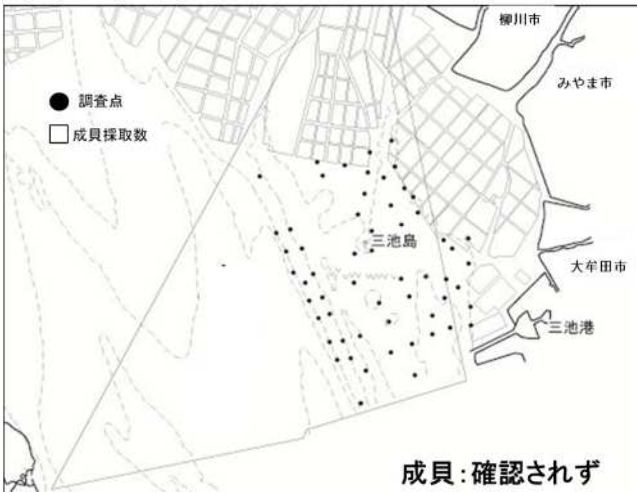 柳川市
みやま市
調査点
成貝採取数
三池島
大牟田市
三池港
成貝：確認されず